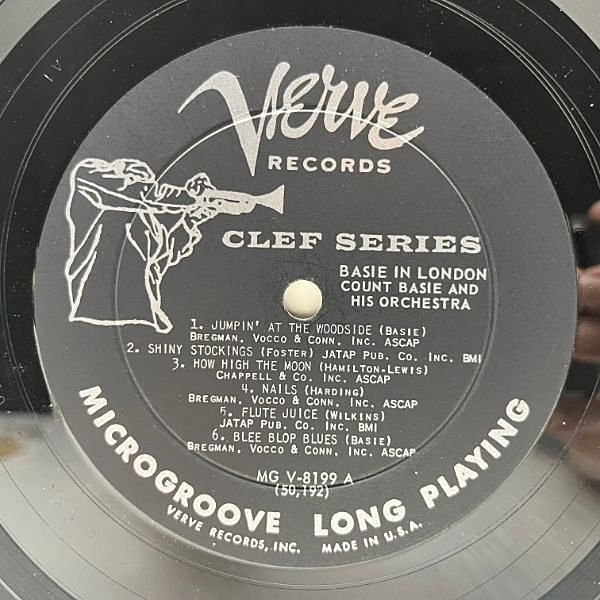 Verve
RECORDS
CLEF SERIES
BASIE IN LONDON
COUNT BASIE AND
HIS ORCHESTRA
1. JUMPIN' AT THE WOODSIDE (BASIE)
BREGMAN, VOCCO & CONN, INC. ASCAP
2. SHINY STOCKINGS (FOSTER) JATAP PUB. CO. INC. BMI
3. HOW HIGH THE MOON (HAMILTON-LEWIS)
CHAPPELL & CO. INC. ASCAP
4. NAILS (HARDING)
BREGMAN, VOCCO & CONN, INC. ASCAP
5. FLUTE JUICE (WILKINS)
JATAP PUB. CO. INC. BMI
6. BLEE BLOP BLUES (BASIE)
BREGMAN, VOCCO & CONN, INC. ASCAP
MG V-8199 A
(50,192)
MICROGROOVE LONG PLAYING
VERVE RECORDS, INC. MADE IN U.S.A.